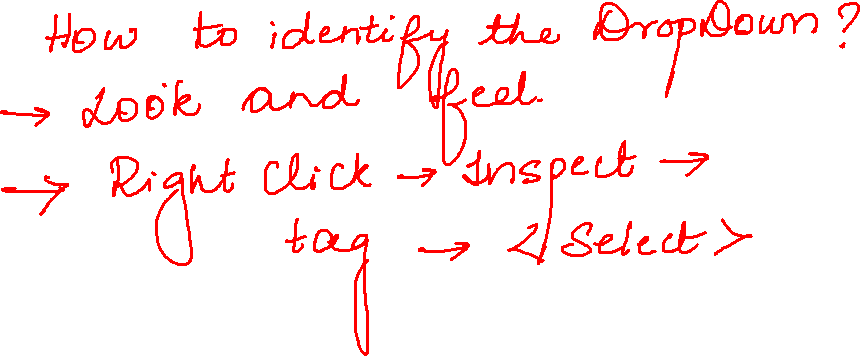 How to identify the DropDown?
→ Look and feel.
→ Right Click → Inspect →
tag → <Select>